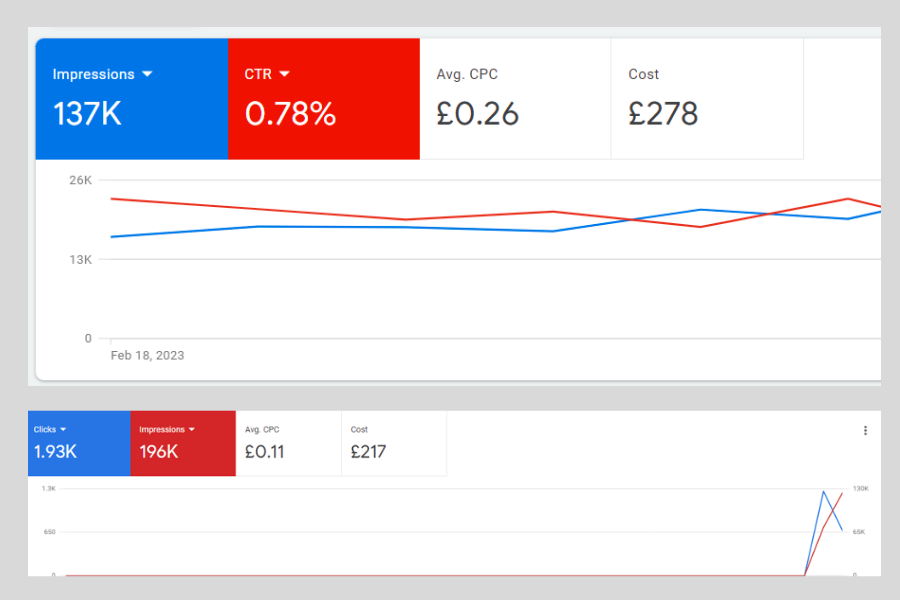 Impressions CTR Avg. CPC Cost
137K 0.78% £0.26 £278
26K
13K
0
Feb 18, 2023
Clicks Impressions Avg. CPC Cost
1.93K 196K £0.11 £217
1.3K 130K
650 65K
0 0